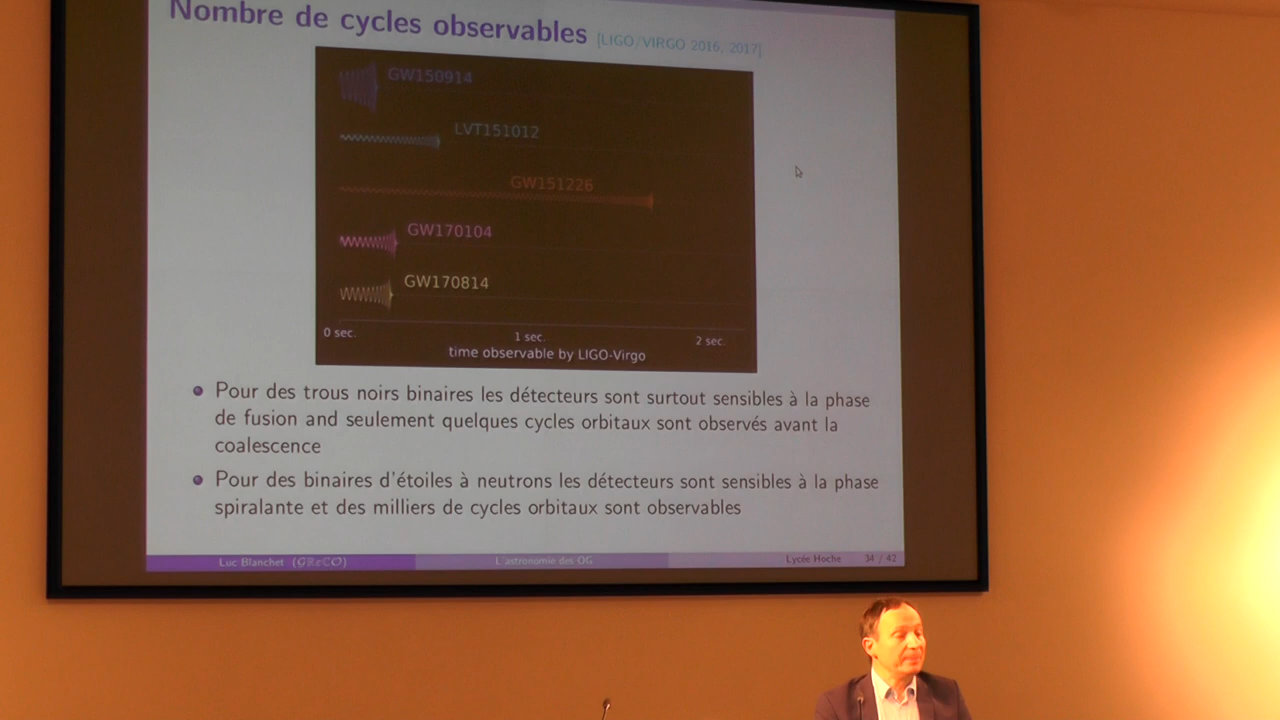 Nombre de cycles observables [LIGO/VIRGO 2016, 2017]
GW150914
LVT151012
GW151226
GW170104
GW170814
0 sec. 1 sec. 2 sec.
time observable by LIGO-Virgo
Pour des trous noirs binaires les détecteurs sont surtout sensibles à la phase
de fusion and seulement quelques cycles orbitaux sont observés avant la
coalescence
Pour des binaires d'étoiles à neutrons les détecteurs sont sensibles à la phase
spiralante et des milliers de cycles orbitaux sont observables
Luc Blanchet (GReCO) L'astronomie des OG Lycée Hoche 34 / 42